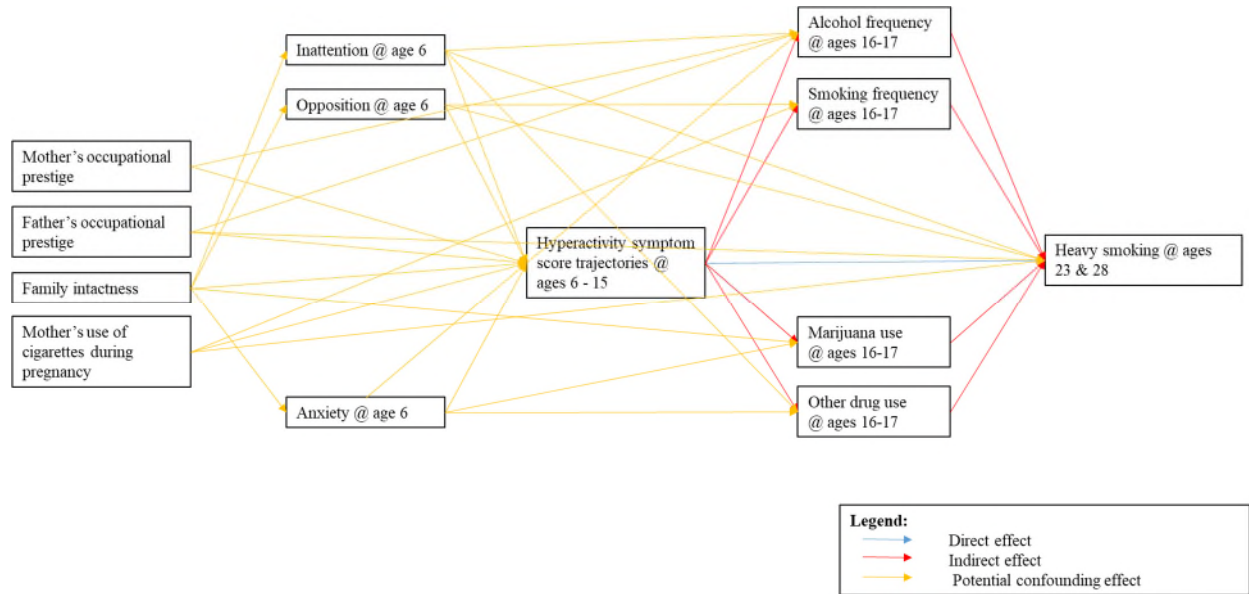 Alcohol frequency
@ ages 16-17
Inattention @ age 6
Smoking frequency
@ ages 16-17
Opposition @ age 6
Mother's occupational
prestige
Father's occupational
prestige
Hyperactivity symptom
score trajectories @
ages 6 - 15
Heavy smoking @ ages
23 & 28
Family intactness
Mother's use of
cigarettes during
pregnancy
Marijuana use
@ ages 16-17
Anxiety @ age 6
Other drug use
@ ages 16-17
Legend:
Direct effect
Indirect effect
Potential confounding effect